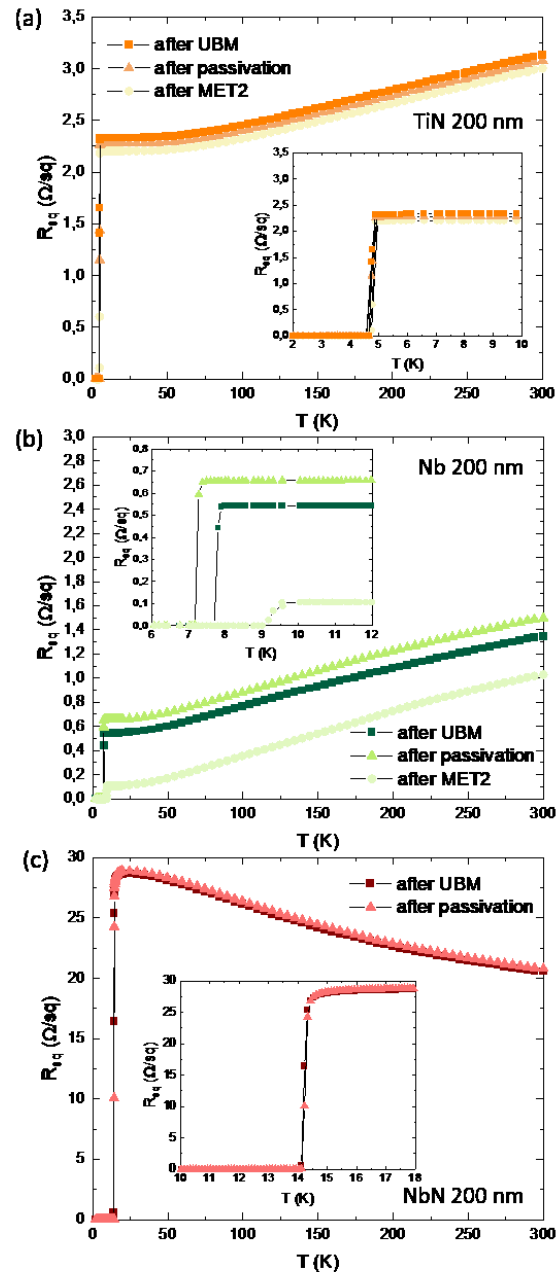 (a)
after UBM
after passivation
after MET2
TiN 200 nm
R_sq (Ω/sq)
3,5
3,0
2,5
2,0
1,5
1,0
0,5
0,0
0 50 100 150 200 250 300
T (K)
R_sq (Ω/sq)
3,5
3,0
2,5
2,0
1,5
1,0
0,5
0,0
2 3 4 5 6 7 8 9 10
T (K)
(b)
Nb 200 nm
R_sq (Ω/sq)
3,0
2,8
2,6
2,4
2,2
2,0
1,8
1,6
1,4
1,2
1,0
0,8
0,6
0,4
0,2
0,0
R_sq (Ω/sq)
0,8
0,7
0,6
0,5
0,4
0,3
0,2
0,1
0,0
6 7 8 9 10 11 12
T (K)
after UBM
after passivation
after MET2
0 50 100 150 200 250 300
T (K)
(c)
after UBM
after passivation
R_sq (Ω/sq)
30
25
20
15
10
5
0
R_sq (Ω/sq)
30
25
20
15
10
5
0
10 11 12 13 14 15 16 17 18
T (K)
NbN 200 nm
0 50 100 150 200 250 300
T (K)